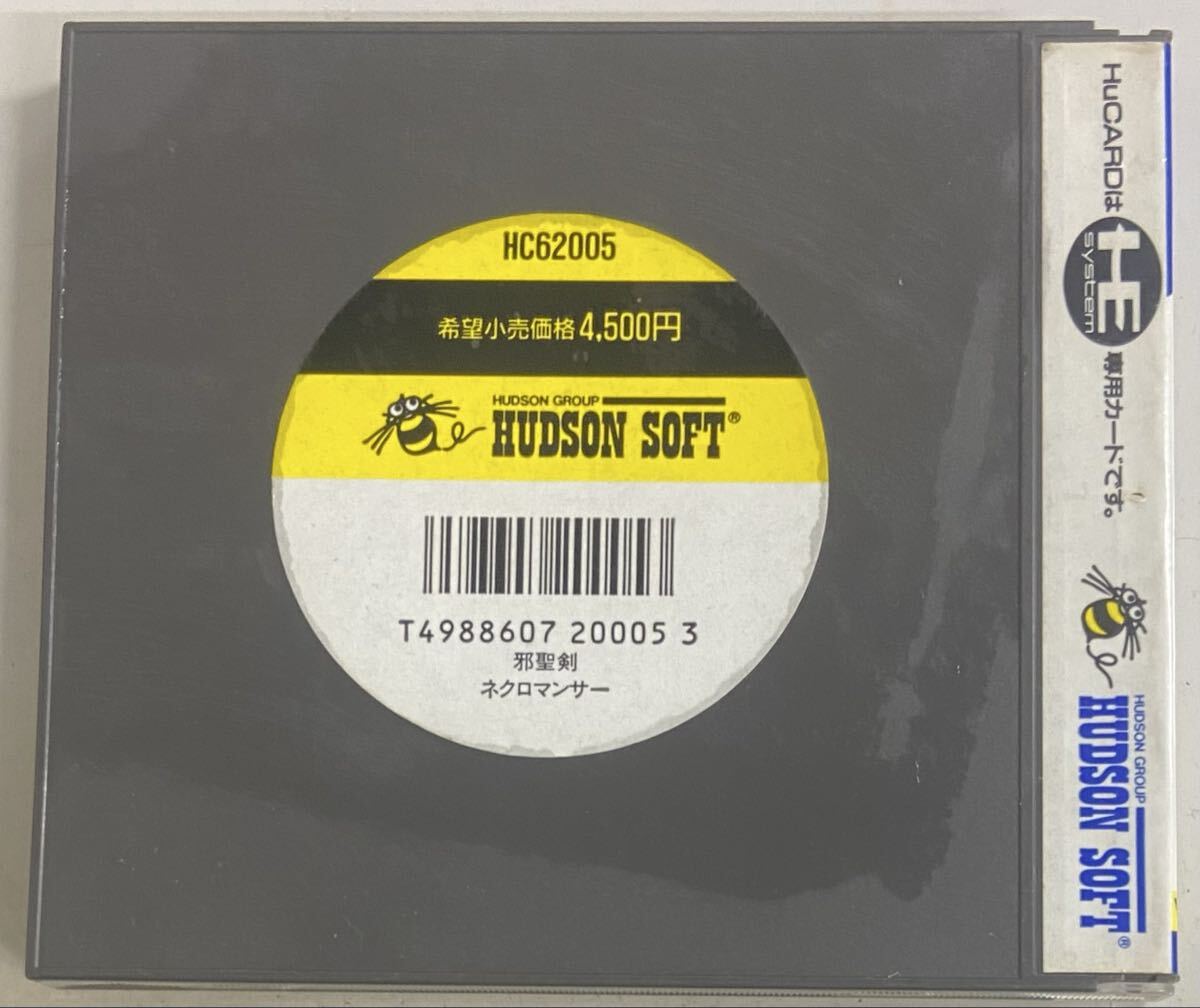 HC62005
希望小売価格4,500円
HUDSON GROUP
HUDSON SOFT®
T4988607 20005 3
邪聖剣
ネクロマンサー
HuCARDは HE system 専用カードです。
HUDSON GROUP
HUDSON SOFT®